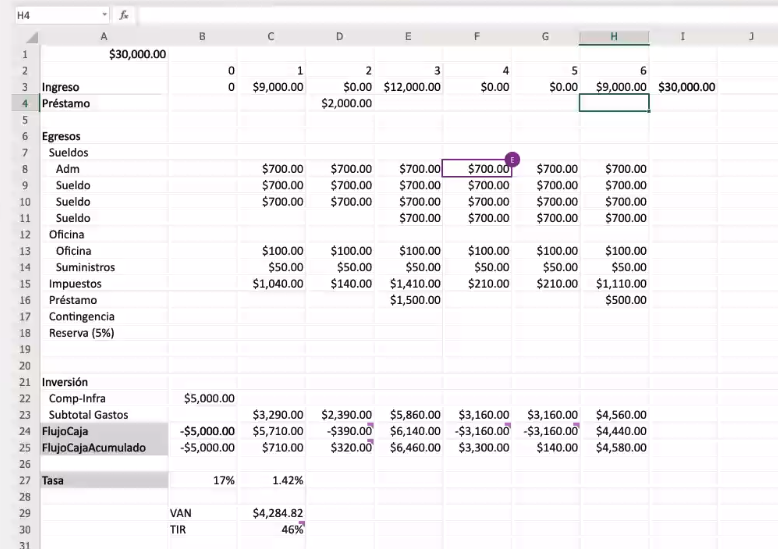 H4 fx
A B C D E F G H I J
1 $30,000.00
2 0 1 2 3 4 5 6
3 Ingreso 0 $9,000.00 $0.00 $12,000.00 $0.00 $0.00 $9,000.00 $30,000.00
4 Préstamo $2,000.00
5
6 Egresos
7 Sueldos
E
8 Adm $700.00 $700.00 $700.00 $700.00 $700.00 $700.00
9 Sueldo $700.00 $700.00 $700.00 $700.00 $700.00 $700.00
10 Sueldo $700.00 $700.00 $700.00 $700.00 $700.00 $700.00
11 Sueldo $700.00 $700.00 $700.00 $700.00
12 Oficina
13 Oficina $100.00 $100.00 $100.00 $100.00 $100.00 $100.00
14 Suministros $50.00 $50.00 $50.00 $50.00 $50.00 $50.00
15 Impuestos $1,040.00 $140.00 $1,410.00 $210.00 $210.00 $1,110.00
16 Préstamo $1,500.00 $500.00
17 Contingencia
18 Reserva (5%)
19
20
21 Inversión
22 Comp-Infra $5,000.00
23 Subtotal Gastos $3,290.00 $2,390.00 $5,860.00 $3,160.00 $3,160.00 $4,560.00
24 FlujoCaja -$5,000.00 $5,710.00 -$390.00 $6,140.00 -$3,160.00 -$3,160.00 $4,440.00
25 FlujoCajaAcumulado -$5,000.00 $710.00 $320.00 $6,460.00 $3,300.00 $140.00 $4,580.00
26
27 Tasa 17% 1.42%
28
29 VAN $4,284.82
30 TIR 46%
31